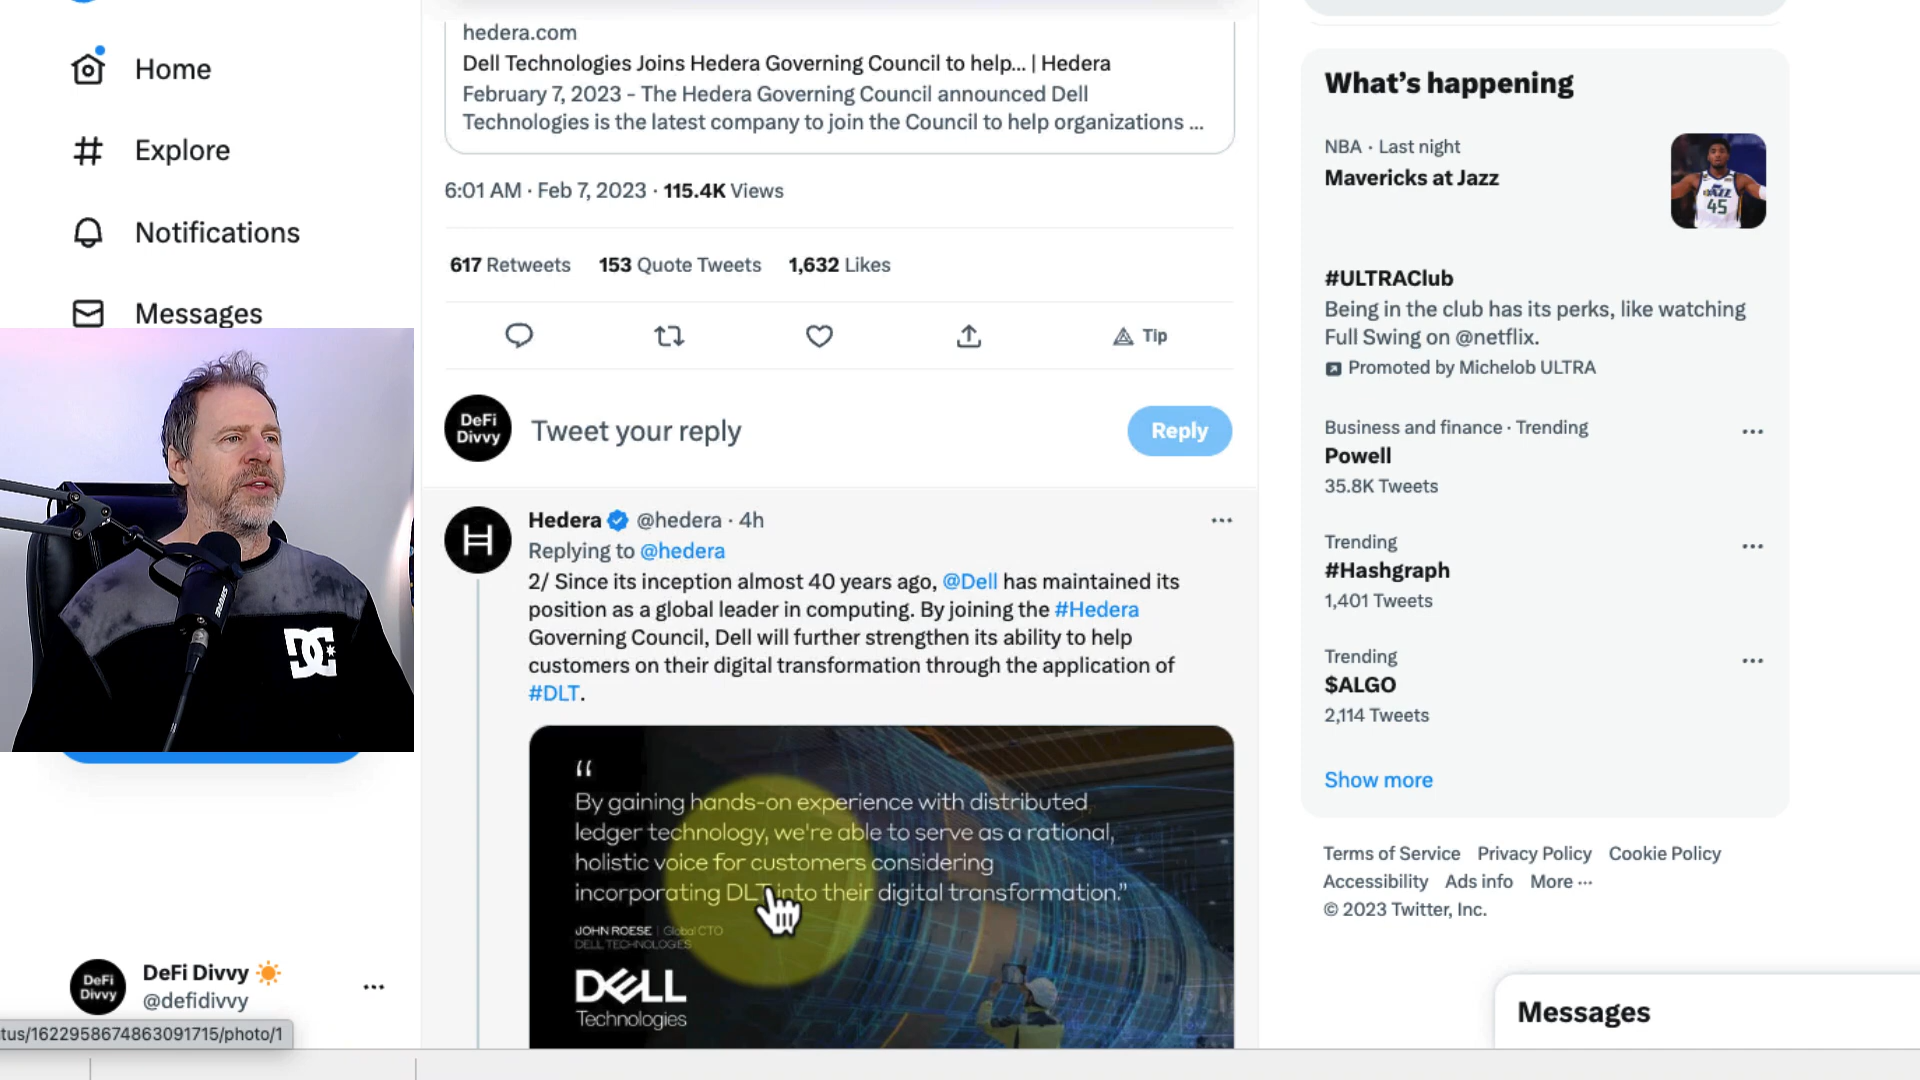 Home
Explore
Notifications
Messages
hedera.com
Dell Technologies Joins Hedera Governing Council to help... | Hedera
February 7, 2023 - The Hedera Governing Council announced Dell
Technologies is the latest company to join the Council to help organizations ...
6:01 AM · Feb 7, 2023 · 115.4K Views
617 Retweets 153 Quote Tweets 1,632 Likes
Tip
DeFi
Divvy
Tweet your reply
Reply
Hedera @hedera · 4h
Replying to @hedera
2/ Since its inception almost 40 years ago, @Dell has maintained its
position as a global leader in computing. By joining the #Hedera
Governing Council, Dell will further strengthen its ability to help
customers on their digital transformation through the application of
#DLT.
“
By gaining hands-on experience with distributed
ledger technology, we're able to serve as a rational,
holistic voice for customers considering
incorporating DLT into their digital transformation.”
JOHN ROESE | Global CTO
DELL TECHNOLOGIES
DELL
Technologies
What’s happening
NBA · Last night
Mavericks at Jazz
JAZZ
45
#ULTRAClub
Being in the club has its perks, like watching
Full Swing on @netflix.
Promoted by Michelob ULTRA
Business and finance · Trending
Powell
35.8K Tweets
Trending
#Hashgraph
1,401 Tweets
Trending
$ALGO
2,114 Tweets
Show more
Terms of Service Privacy Policy Cookie Policy
Accessibility Ads info More ···
© 2023 Twitter, Inc.
Messages
SHURE
DC
DeFi
Divvy
DeFi Divvy
@defidivvy
tus/1622958674863091715/photo/1